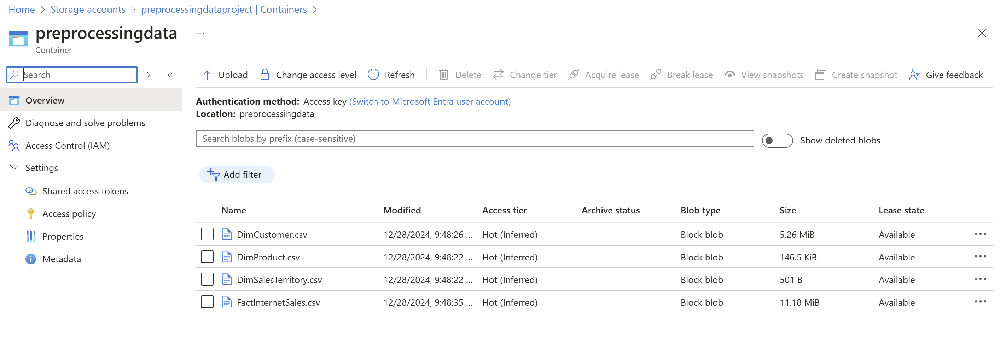 Home > Storage accounts > preprocessingdataproject | Containers >
preprocessingdata ...
Container
Search
Upload Change access level Refresh Delete Change tier Acquire lease Break lease View snapshots Create snapshot Give feedback
Overview
Diagnose and solve problems
Access Control (IAM)
Settings
Shared access tokens
Access policy
Properties
Metadata
Authentication method: Access key (Switch to Microsoft Entra user account)
Location: preprocessingdata
Search blobs by prefix (case-sensitive)
Show deleted blobs
Add filter
Name Modified Access tier Archive status Blob type Size Lease state
DimCustomer.csv 12/28/2024, 9:48:26 ... Hot (Inferred) Block blob 5.26 MiB Available ...
DimProduct.csv 12/28/2024, 9:48:22 ... Hot (Inferred) Block blob 146.5 KiB Available ...
DimSalesTerritory.csv 12/28/2024, 9:48:22 ... Hot (Inferred) Block blob 501 B Available ...
FactInternetSales.csv 12/28/2024, 9:48:35 ... Hot (Inferred) Block blob 11.18 MiB Available ...